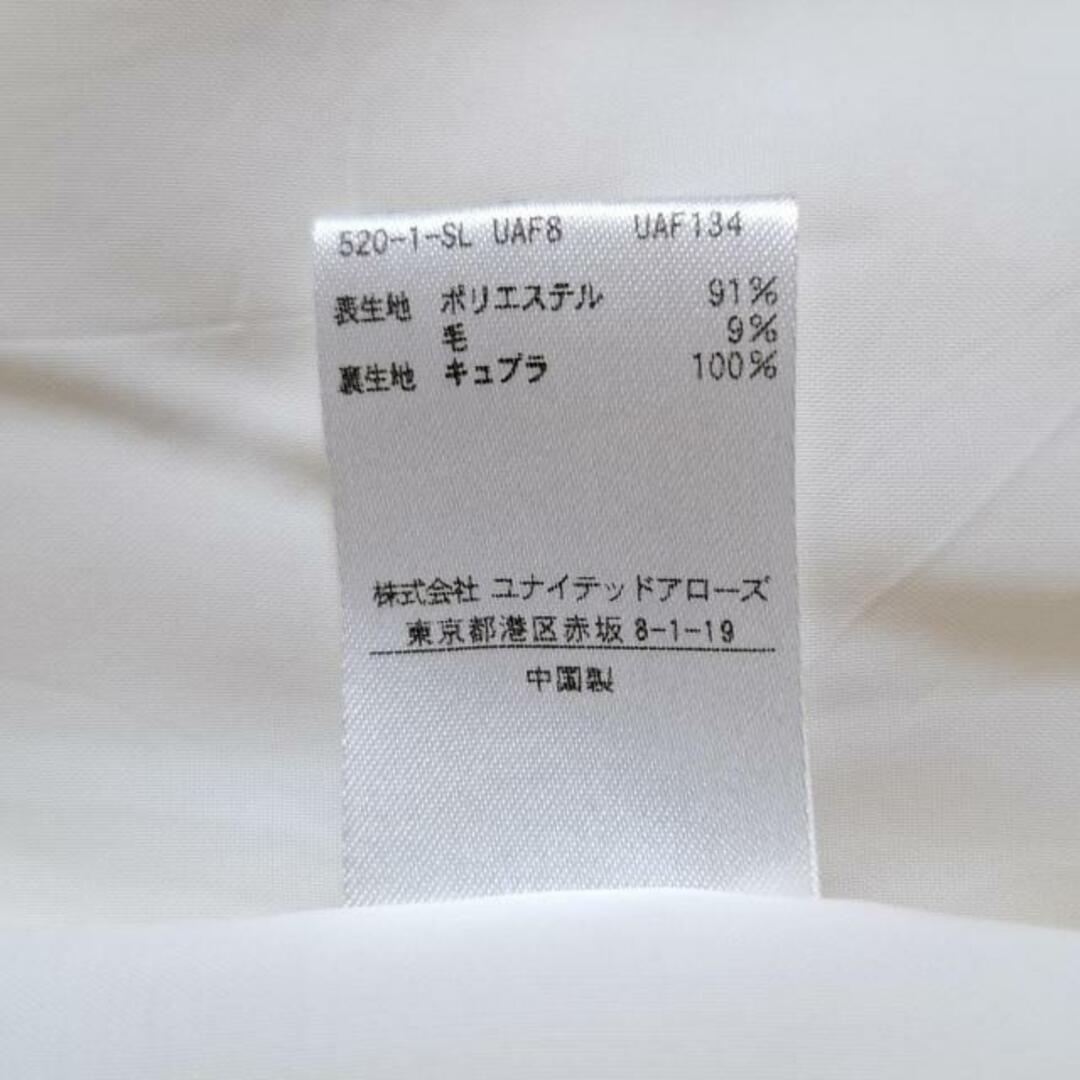 520-1-SL UAF8 UAF134
表生地 ポリエステル 91%
毛 9%
裏生地 キュプラ 100%
株式会社 ユナイテッドアローズ
東京都港区赤坂 8-1-19
中国製